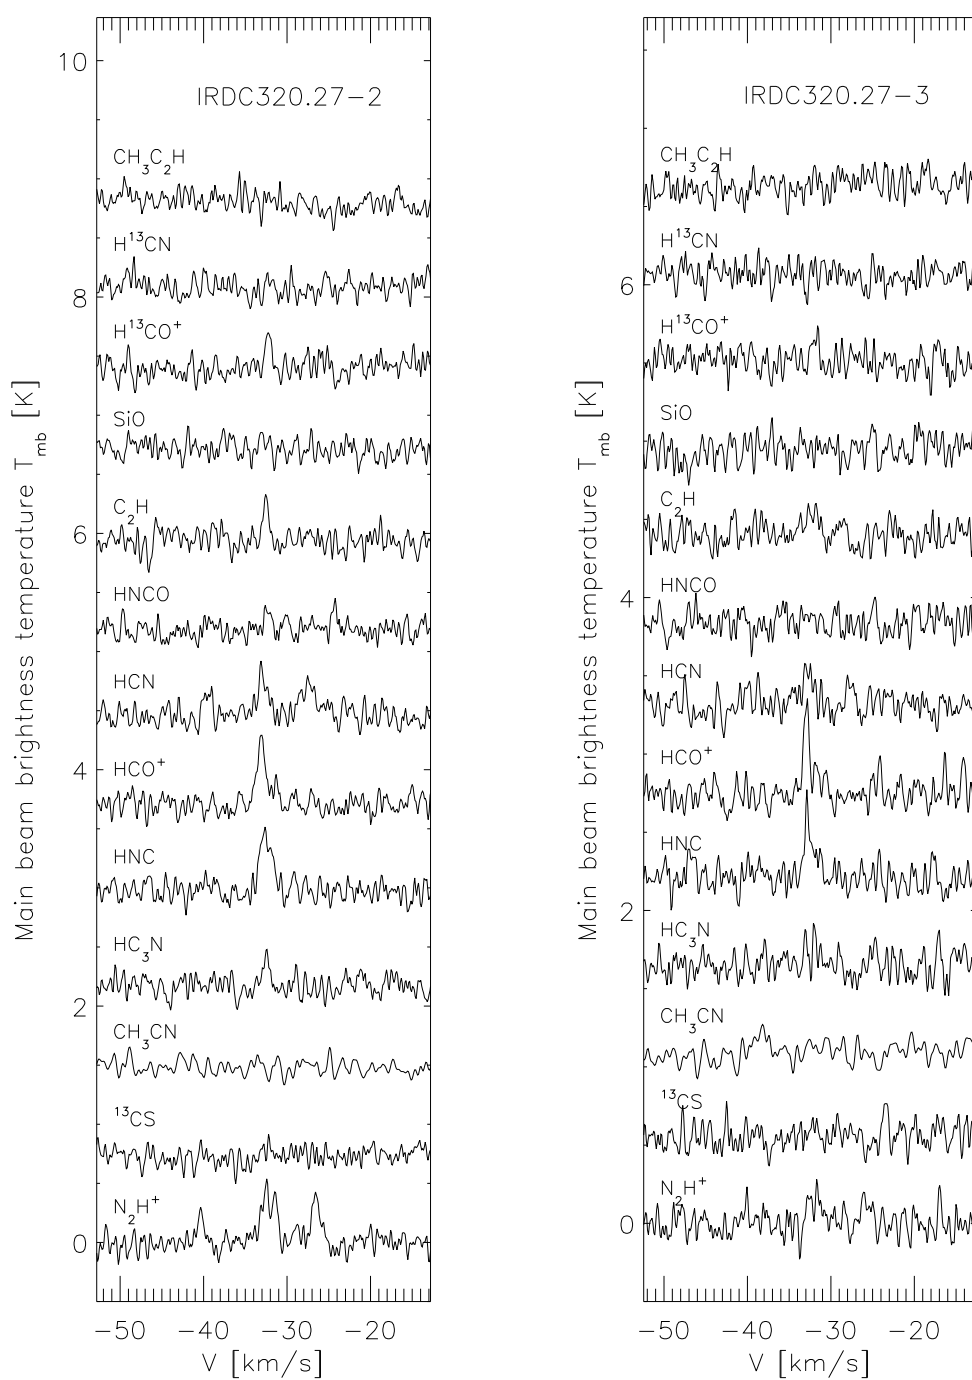 IRDC320.27−2
10
8
6
4
2
0
CH₃C₂H
H¹³CN
H¹³CO⁺
SiO
C₂H
HNCO
HCN
HCO⁺
HNC
HC₃N
CH₃CN
¹³CS
N₂H⁺
Main beam brightness temperature T_mb [K]
−50 −40 −30 −20
V [km/s]
IRDC320.27−3
6
4
2
0
CH₃C₂H
H¹³CN
H¹³CO⁺
SiO
C₂H
HNCO
HCN
HCO⁺
HNC
HC₃N
CH₃CN
¹³CS
N₂H⁺
Main beam brightness temperature T_mb [K]
−50 −40 −30 −20
V [km/s]